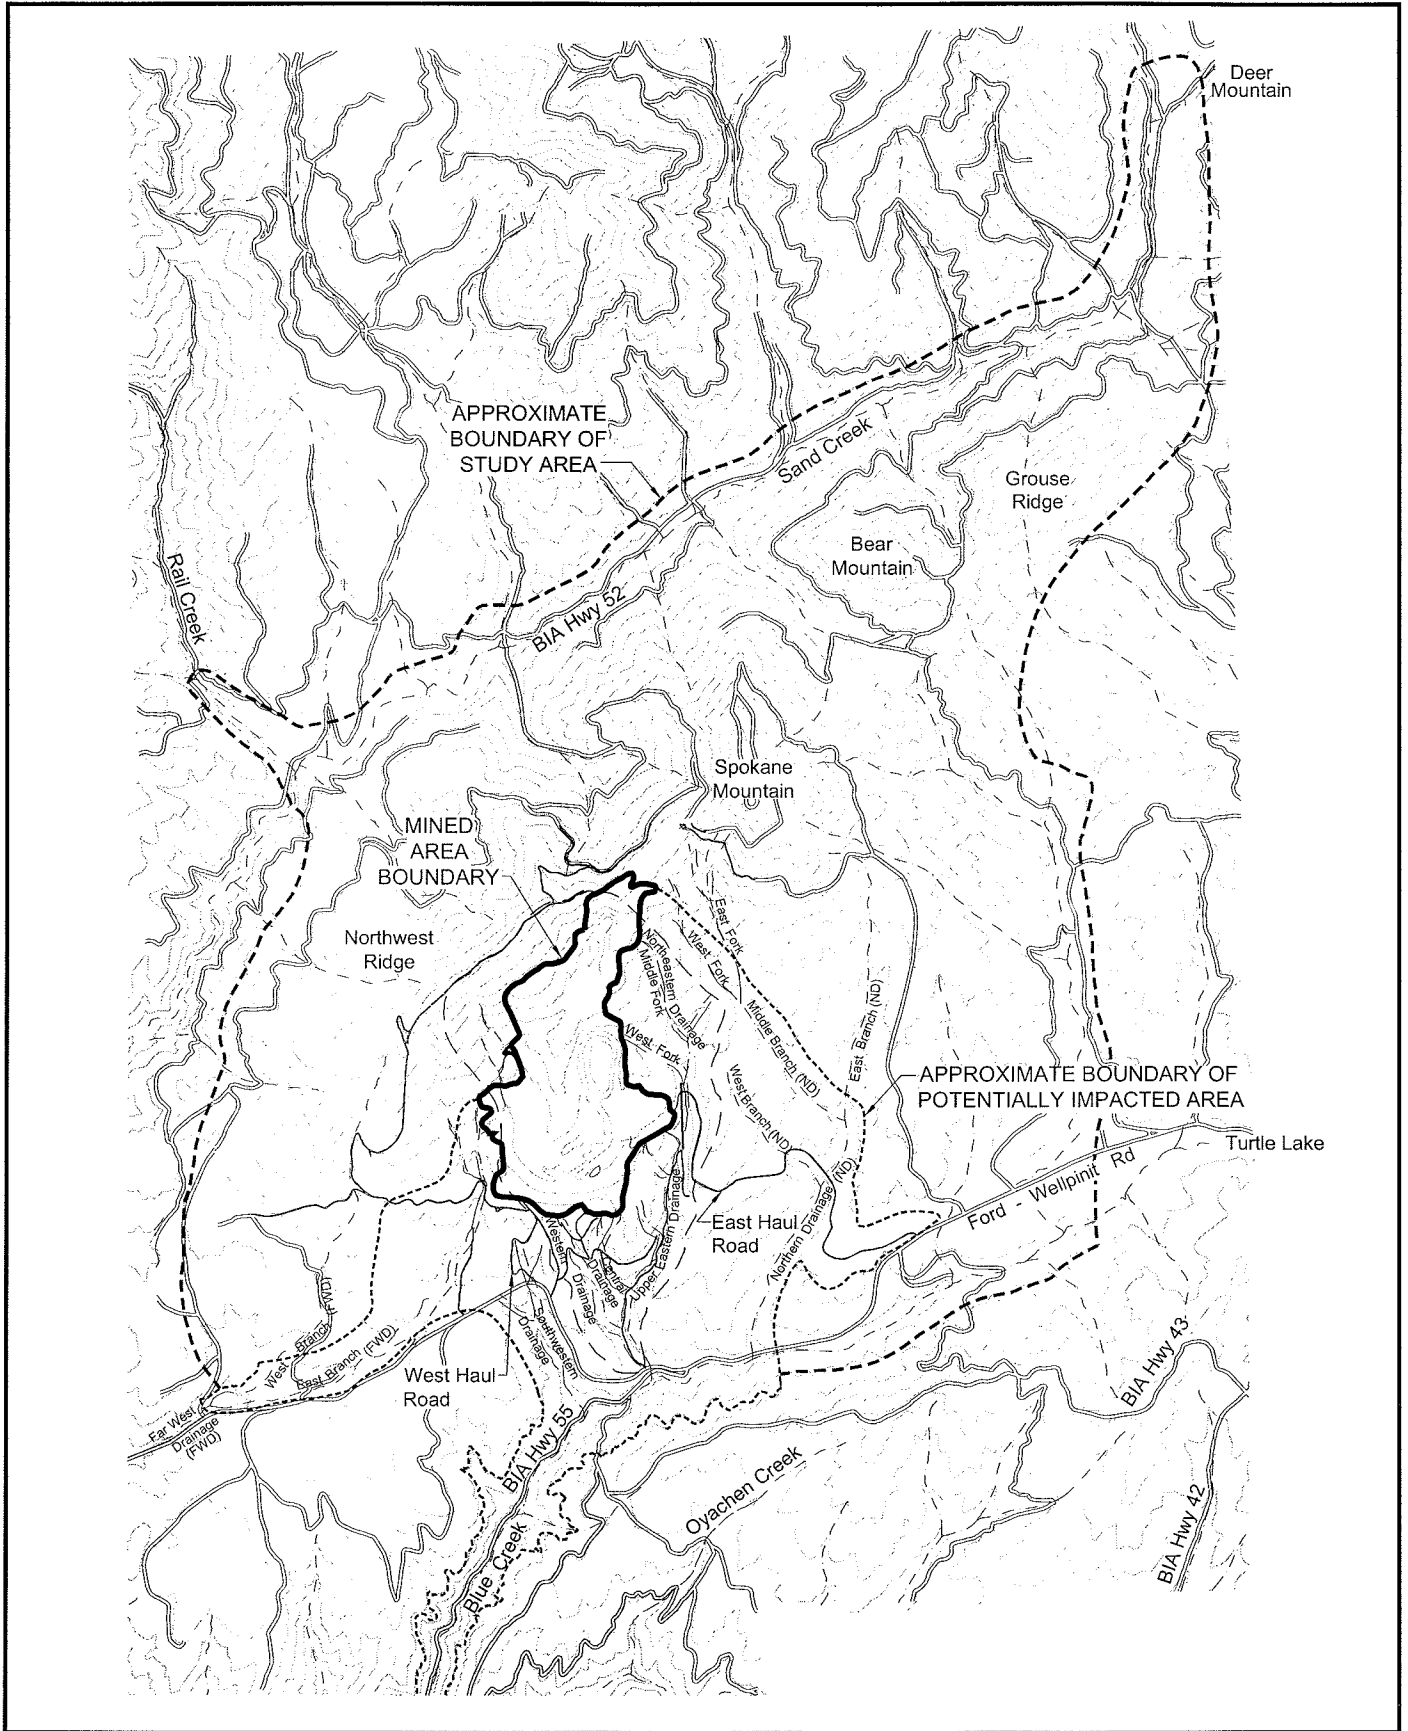 Deer
Mountain
APPROXIMATE
BOUNDARY OF
STUDY AREA
Sand Creek
Grouse
Ridge
Bear
Mountain
Rail Creek
BIA Hwy 52
Spokane
Mountain
MINED
AREA
BOUNDARY
Northwest
Ridge
East Fork
West Fork
Northeastern Drainage
Middle Fork
West Fork
Middle Branch (ND)
East Branch (ND)
West Branch (ND)
APPROXIMATE BOUNDARY OF
POTENTIALLY IMPACTED AREA
Turtle Lake
Ford - Wellpinit Rd
Northern Drainage (ND)
East Haul
Road
Upper Eastern Drainage
Central
Drainage
Western
Drainage
Southwestern
Drainage
West Haul
Road
West Branch (FWD)
East Branch (FWD)
Far West
Drainage
(FWD)
BIA Hwy 55
Blue Creek
Oyachen Creek
BIA Hwy 43
BIA Hwy 42